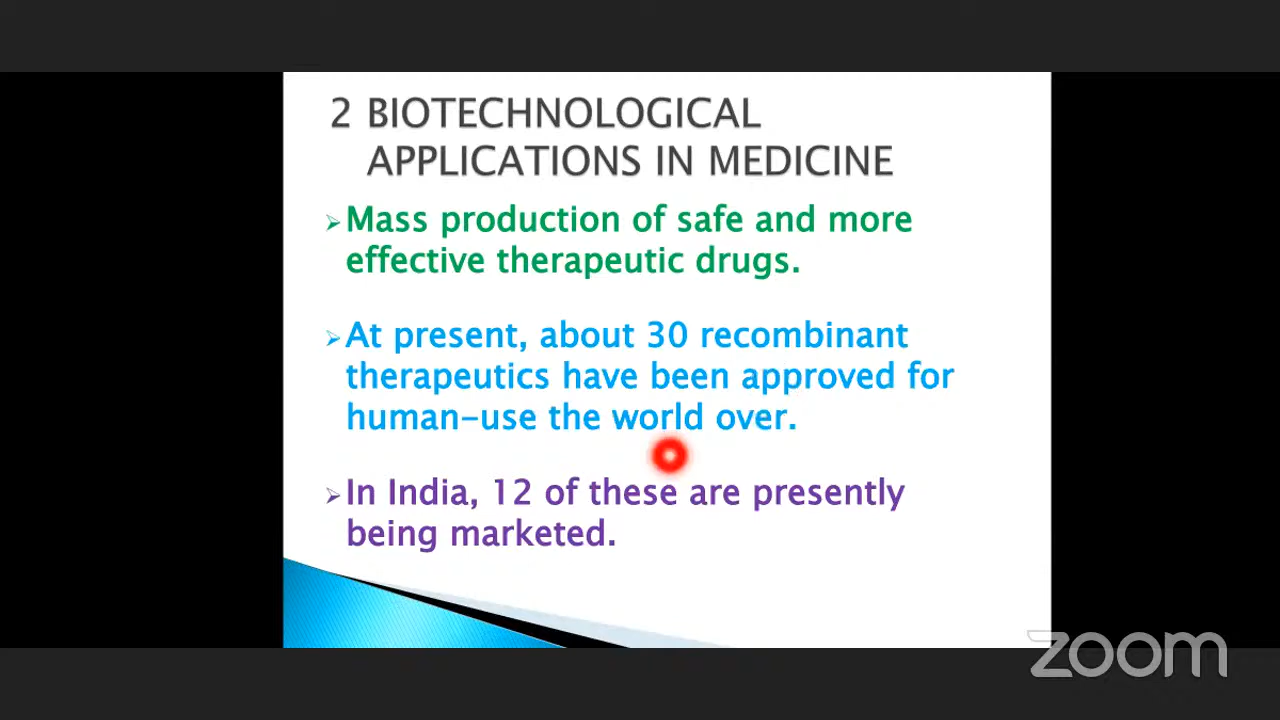 2 BIOTECHNOLOGICAL
APPLICATIONS IN MEDICINE
Mass production of safe and more
effective therapeutic drugs.
At present, about 30 recombinant
therapeutics have been approved for
human-use the world over.
In India, 12 of these are presently
being marketed.
zoom